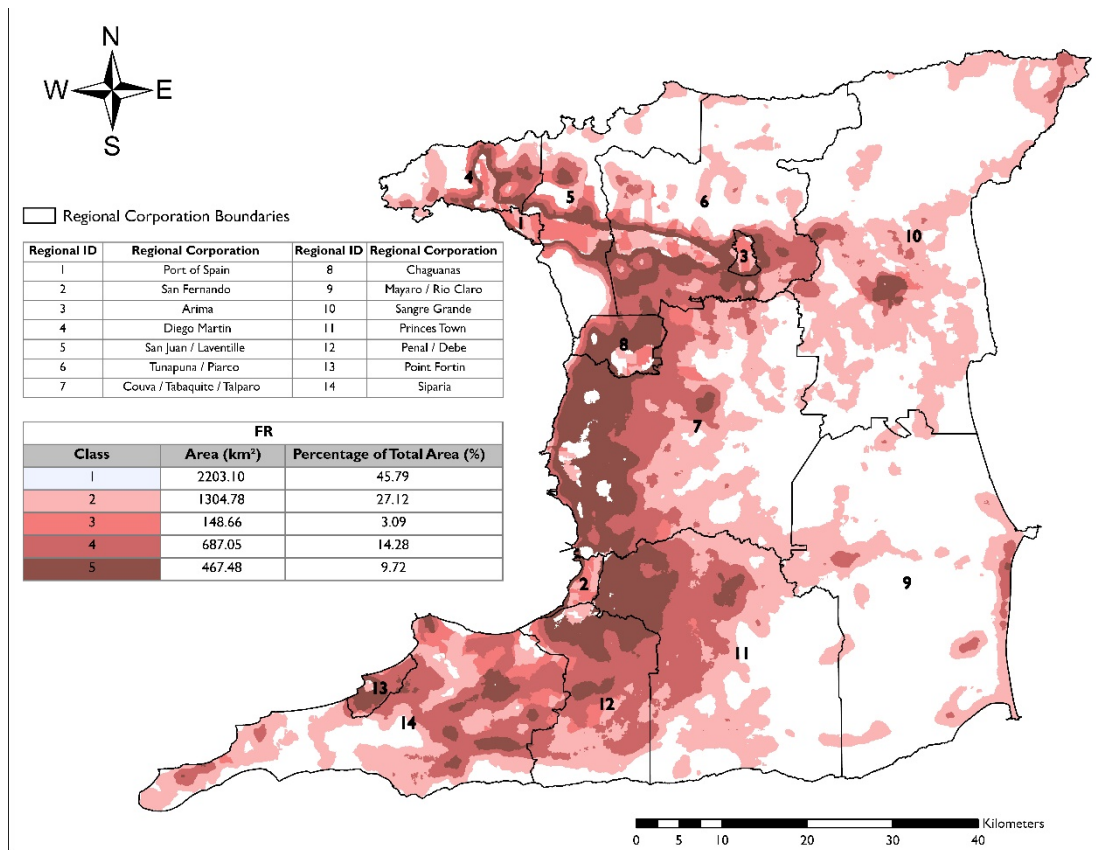 N
W E
S
Regional Corporation Boundaries
Regional ID Regional Corporation Regional ID Regional Corporation
1 Port of Spain 8 Chaguanas
2 San Fernando 9 Mayaro / Rio Claro
3 Arima 10 Sangre Grande
4 Diego Martin 11 Princes Town
5 San Juan / Laventille 12 Penal / Debe
6 Tunapuna / Piarco 13 Point Fortin
7 Couva / Tabaquite / Talparo 14 Siparia
FR
Class Area (km²) Percentage of Total Area (%)
1 2203.10 45.79
2 1304.78 27.12
3 148.66 3.09
4 687.05 14.28
5 467.48 9.72
4
5
6
1
10
3
8
7
2
9
11
13
12
14
Kilometers
0 5 10 20 30 40